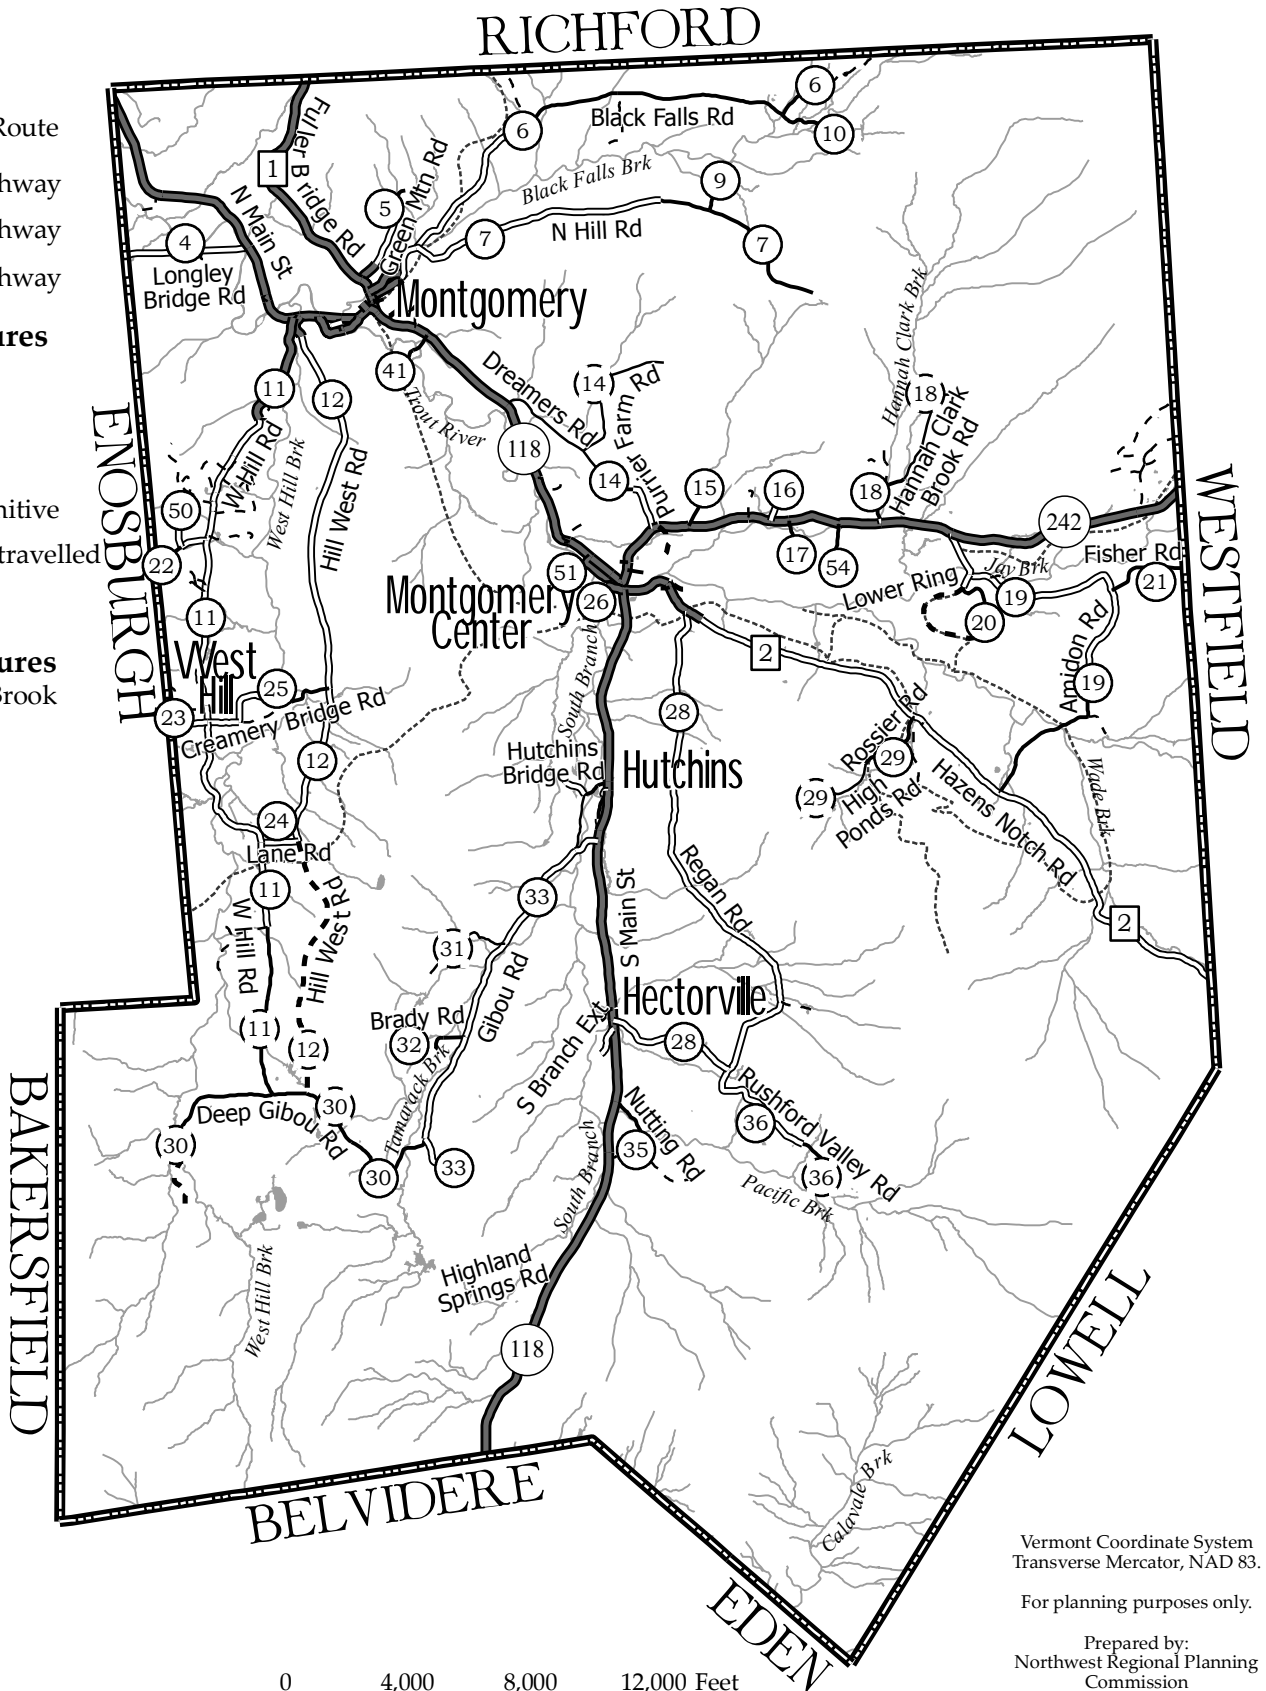 RICHFORD
Route
hway
hway
hway
ures
nitive
travelled
ures
Brook
6
Black Falls Rd
6
10
Fuller Bridge Rd
1
Green Mtn Rd
5
Black Falls Brk
9
N Main St
4
Longley
Bridge Rd
7
N Hill Rd
7
Montgomery
Hannah Clark Brk
41
Dreamers Rd
14
Purrier Farm Rd
18
Hannah Clark
Brook Rd
11
12
Trout River
118
ENOSBURGH
W Hill Rd
West Hill Brk
Hill West Rd
14
15
16
18
242
WESTFIELD
50
22
17
54
Jay Brk
Fisher Rd
21
51
26
Montgomery
Center
Lower Ring
19
20
11
2
Amidon Rd
19
West
Hill
25
23
Creamery Bridge Rd
South Branch
28
Rossier Rd
29
Hutchins
Bridge Rd
Hutchins
12
29
High
Ponds Rd
Hazens Notch Rd
Wade Brk
24
Lane Rd
11
Hill West Rd
W Hill Rd
33
S Main St
Regan Rd
2
31
Gibou Rd
Hectorville
Brady Rd
32
S Branch Ext
28
11
12
Tamarack Brk
Deep Gibou Rd
30
30
30
33
Nutting Rd
35
Rushford Valley Rd
36
36
Pacific Brk
South Branch
BAKERSFIELD
West Hill Brk
Highland
Springs Rd
118
LOWELL
Calavale Brk
BELVIDERE
EDEN
Vermont Coordinate System
Transverse Mercator, NAD 83.
For planning purposes only.
Prepared by:
Northwest Regional Planning
Commission
0 4,000 8,000 12,000 Feet